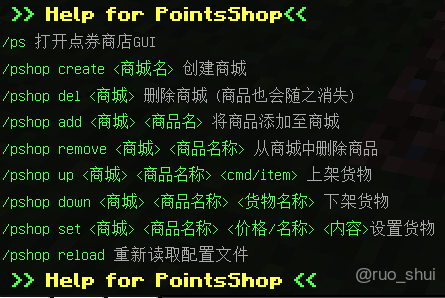 >> Help for PointsShop<<
/ps 打开点券商店GUI
/pshop create <商城名> 创建商城
/pshop del <商城> 删除商城 (商品也会随之消失)
/pshop add <商城> <商品名> 将商品添加至商城
/pshop remove <商城> <商品名称> 从商城中删除商品
/pshop up <商城> <商品名称> <cmd/item> 上架货物
/pshop down <商城> <商品名称> <货物名称> 下架货物
/pshop set <商城> <商品名称> <价格/名称> <内容>设置货物
/pshop reload 重新读取配置文件
>> Help for PointsShop <<
@ruo_shui